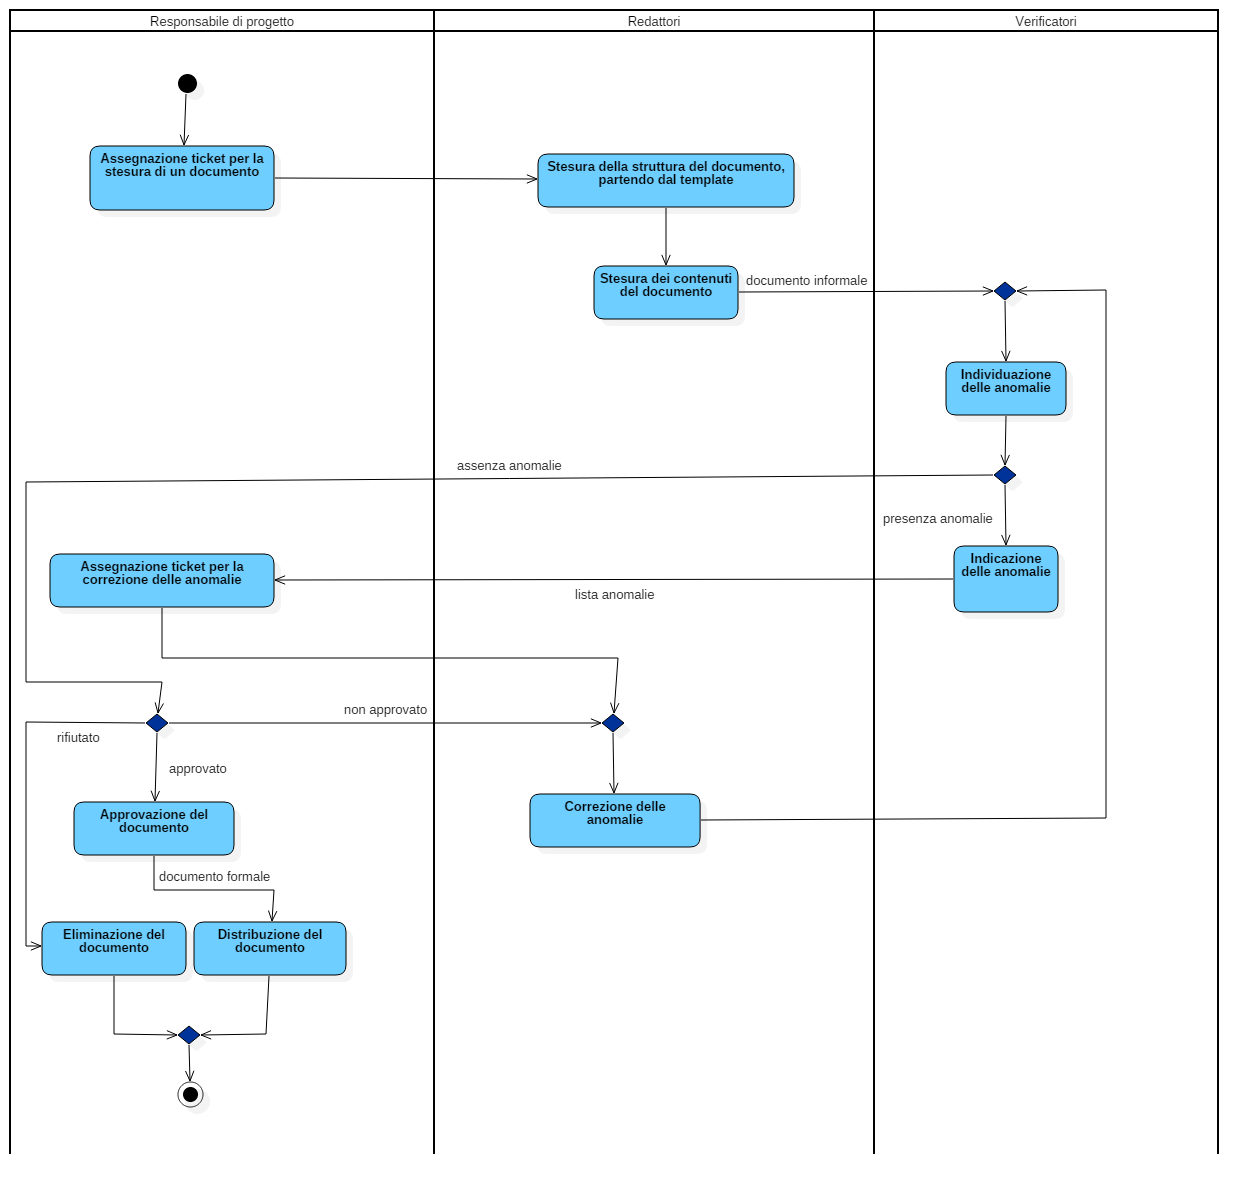 Responsabile di progetto
Redattori
Verificatori
Assegnazione ticket per la
stesura di un documento
Stesura della struttura del documento,
partendo dal template
Stesura dei contenuti
del documento
documento informale
Individuazione
delle anomalie
assenza anomalie
presenza anomalie
Assegnazione ticket per la
correzione delle anomalie
Indicazione
delle anomalie
lista anomalie
non approvato
rifiutato
approvato
Approvazione del
documento
Correzione delle
anomalie
documento formale
Eliminazione del
documento
Distribuzione del
documento